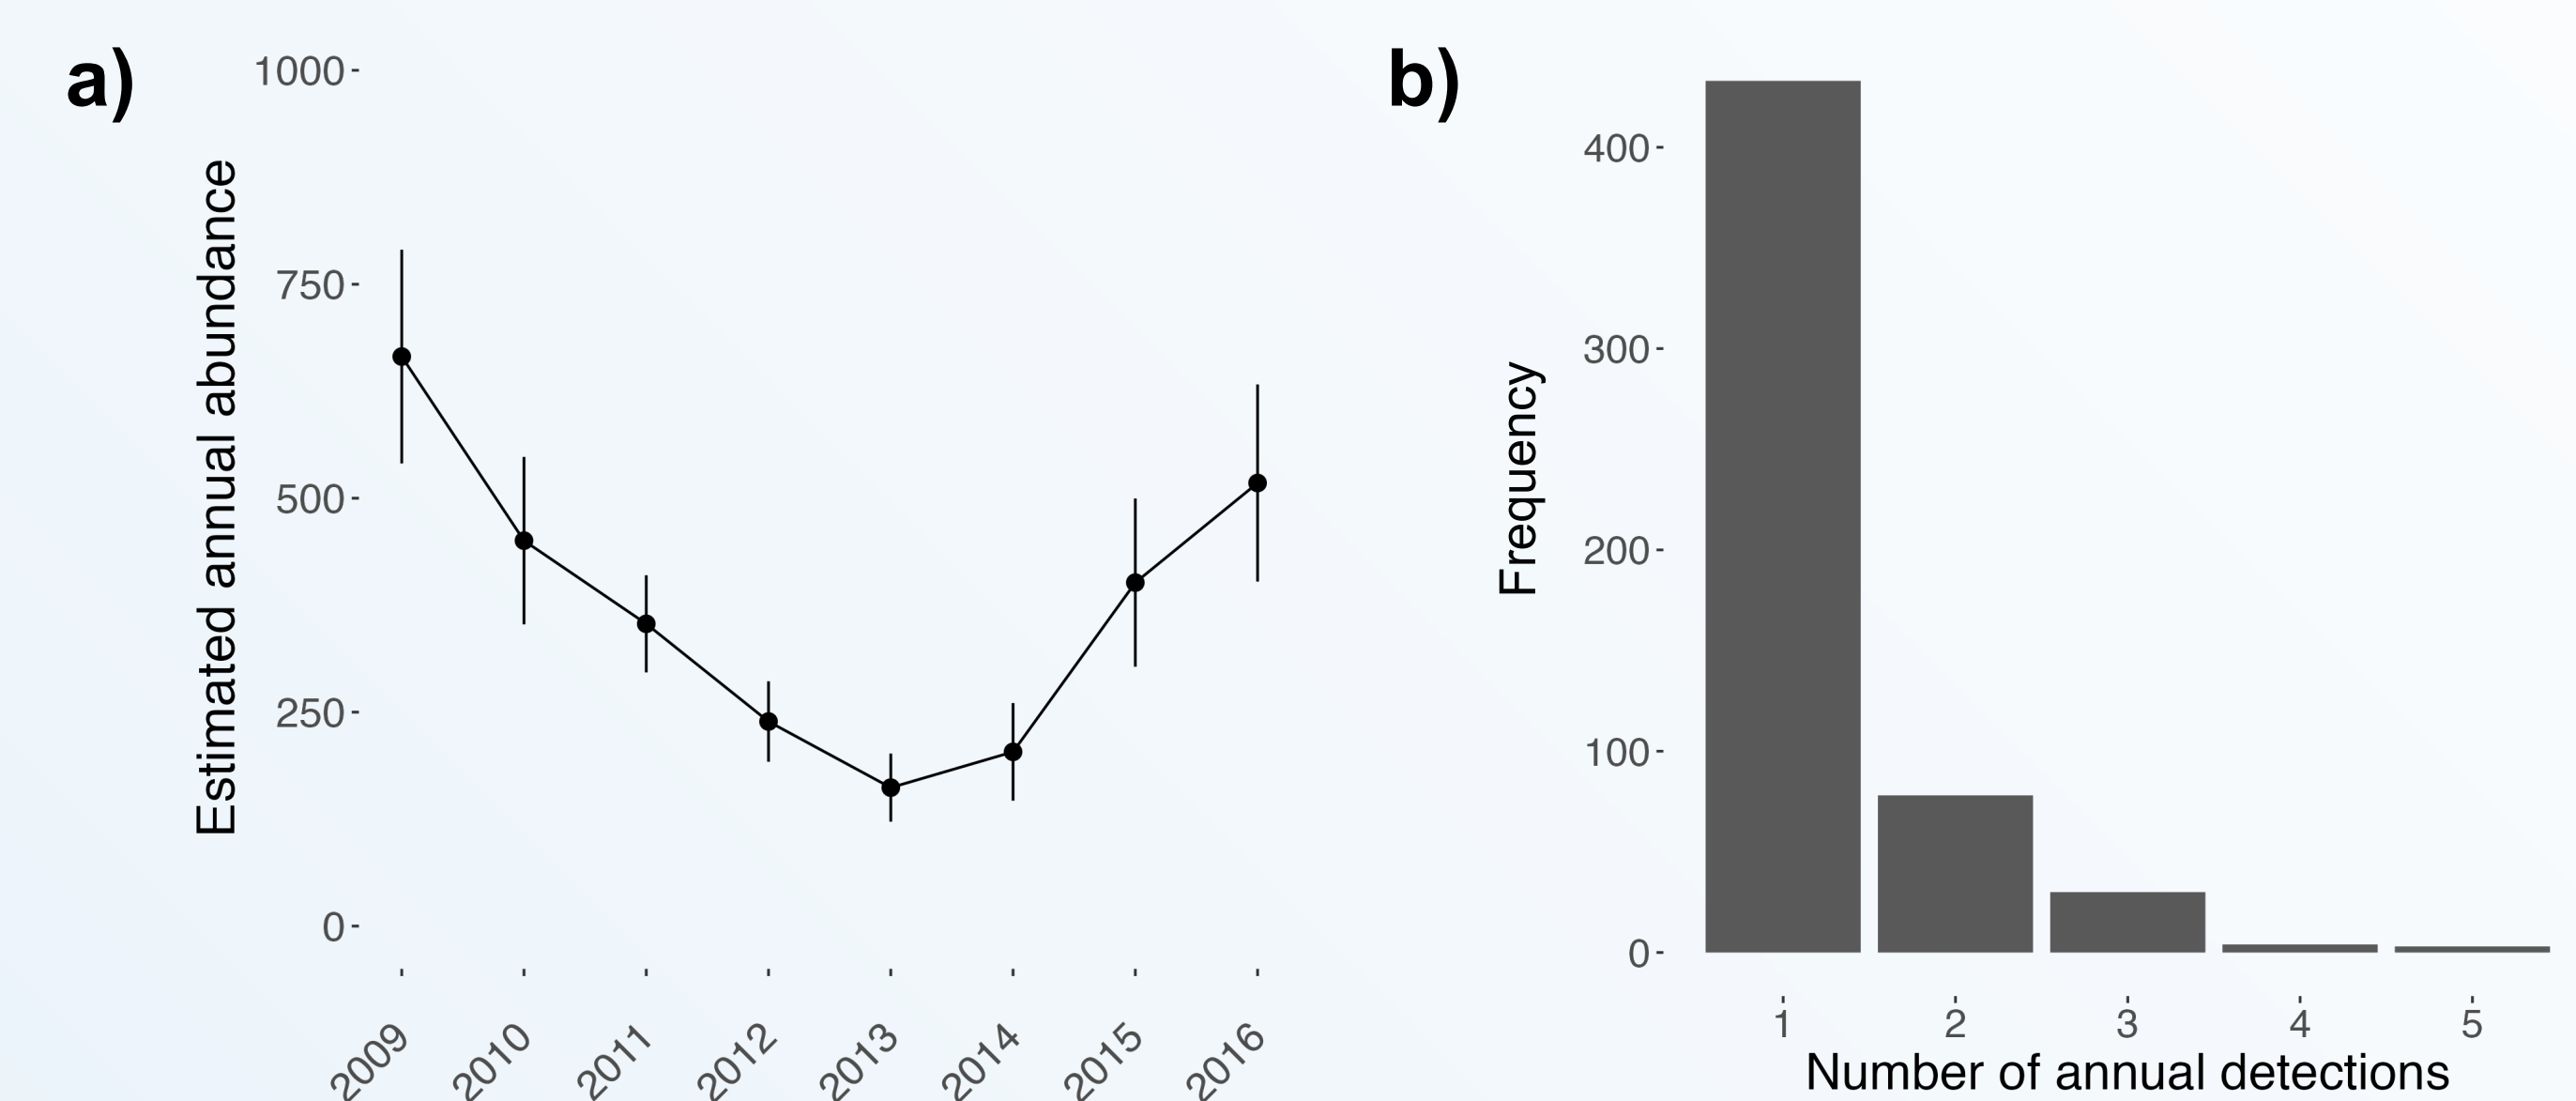 a)
Estimated annual abundance
1000
750
500
250
0
2009 2010 2011 2012 2013 2014 2015 2016
b)
Frequency
400
300
200
100
0
1 2 3 4 5
Number of annual detections